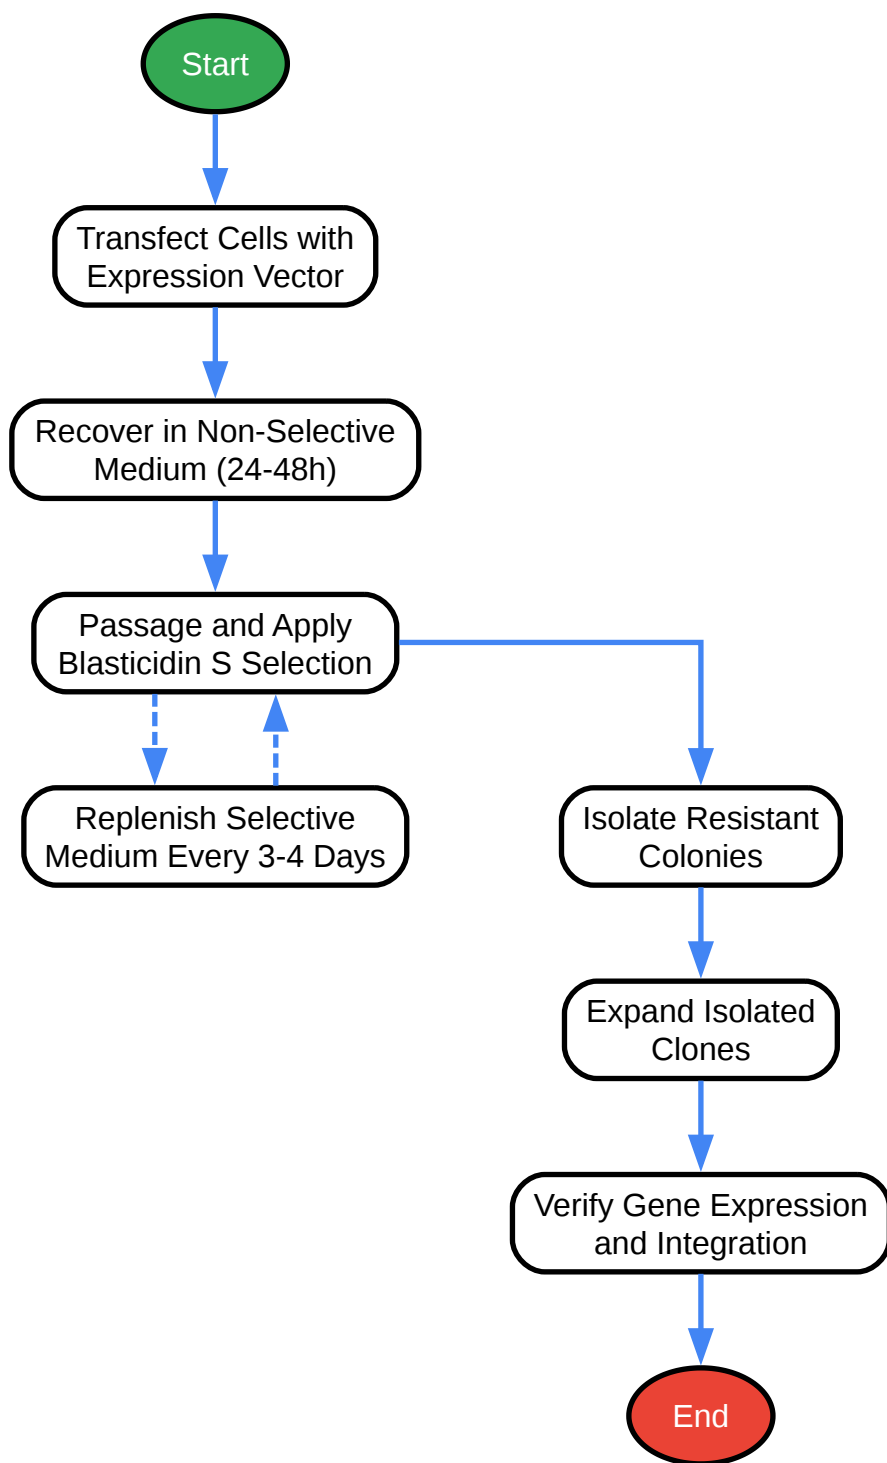 Start
Transfect Cells with
Expression Vector
Recover in Non-Selective
Medium (24-48h)
Passage and Apply
Blasticidin S Selection
Replenish Selective
Medium Every 3-4 Days
Isolate Resistant
Colonies
Expand Isolated
Clones
Verify Gene Expression
and Integration
End